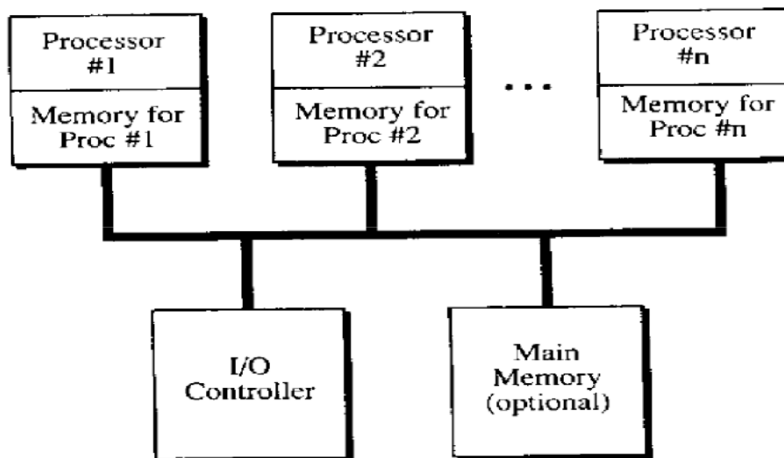 Processor
#1
Memory for
Proc #1
Processor
#2
Memory for
Proc #2
...
Processor
#n
Memory for
Proc #n
I/O
Controller
Main
Memory
(optional)